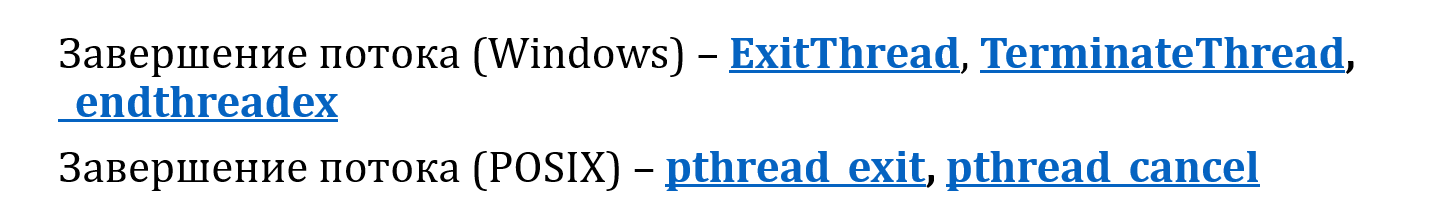 Завершение потока (Windows) – ExitThread, TerminateThread,
_endthreadex
Завершение потока (POSIX) – pthread_exit, pthread_cancel